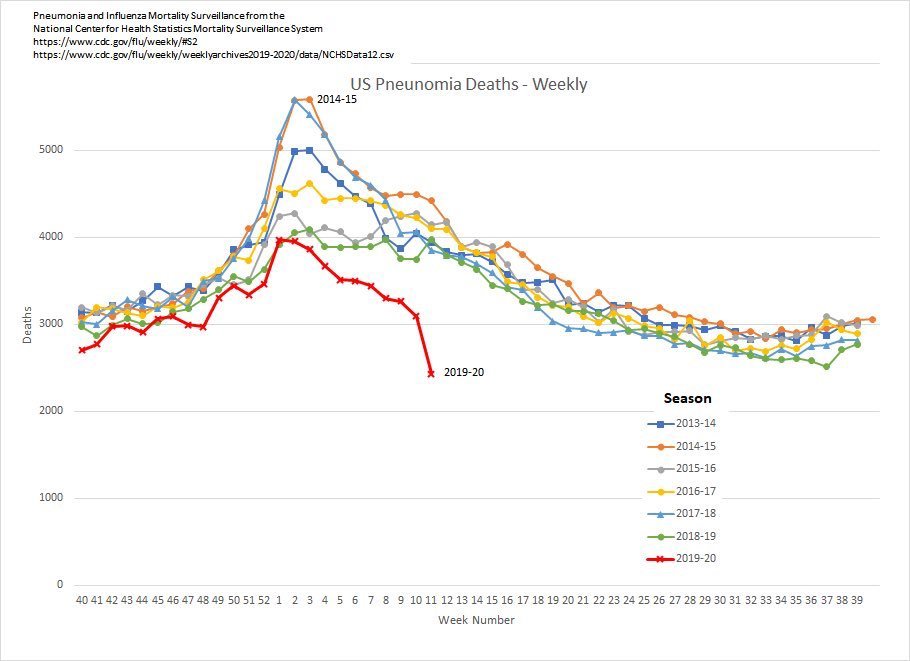 Pneumonia and Influenza Mortality Surveillance from the
National Center for Health Statistics Mortality Surveillance System
https://www.cdc.gov/flu/weekly/#S2
https://www.cdc.gov/flu/weekly/weeklyarchives2019-2020/data/NCHSData12.csv
US Pneunomia Deaths - Weekly
2014-15
5000
4000
3000
2000
1000
0
Deaths
2019-20
Season
2013-14
2014-15
2015-16
2016-17
2017-18
2018-19
2019-20
40 41 42 43 44 45 46 47 48 49 50 51 52 1 2 3 4 5 6 7 8 9 10 11 12 13 14 15 16 17 18 19 20 21 22 23 24 25 26 27 28 29 30 31 32 33 34 35 36 37 38 39
Week Number